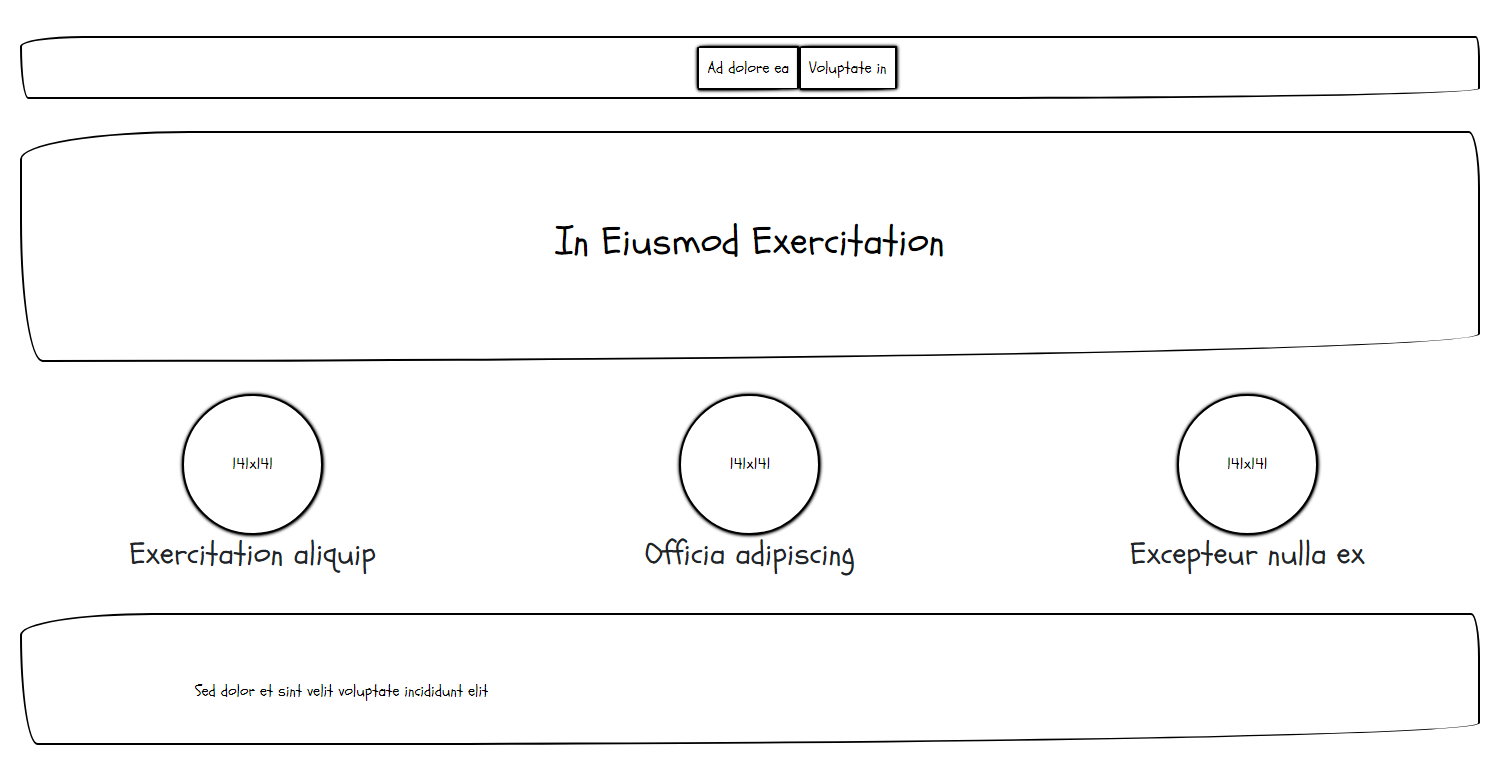 Ad dolore ea Voluptate in
In Eiusmod Exercitation
141x141 141x141 141x141
Exercitation aliquip Officia adipiscing Excepteur nulla ex
Sed dolor et sint velit voluptate incididunt elit